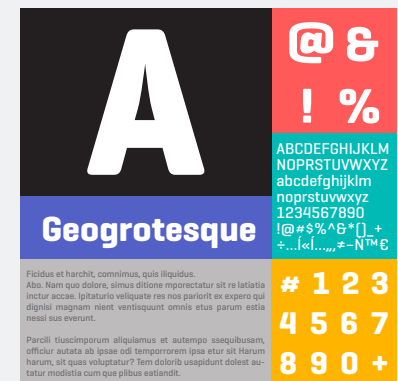 A
@ &
! %
ABCDEFGHIJKLM
NOPRSTUVWXYZ
abcdefghijklm
noprstuvwxyz
1234567890
!@#$%^&*()_+
÷...Í«Í...„≠–Ñ™€
Geogrotesque
Ficidus et harchit, comnimus, quis iliquidus.
Abo. Nam quo dolore, simus ditione mporectatur sit re latiatia
inctur accae. Ipitaturio veliquate res nos pariorit ex expero qui
dignisi magnam nient ventisquunt omnis etus parum estia
nessi sus everunt.
Parcili tiuscimporum aliquiamus et autempo ssequibusam,
officiur autata ab ipsae odi temporrorem ipsa etur sit Harum
harum, sit quas voluptatur? Tem dolorib usapidunt dolest au-
tatur modistia cum que plibus eatiandit.
# 1 2 3
4 5 6 7
8 9 0 +